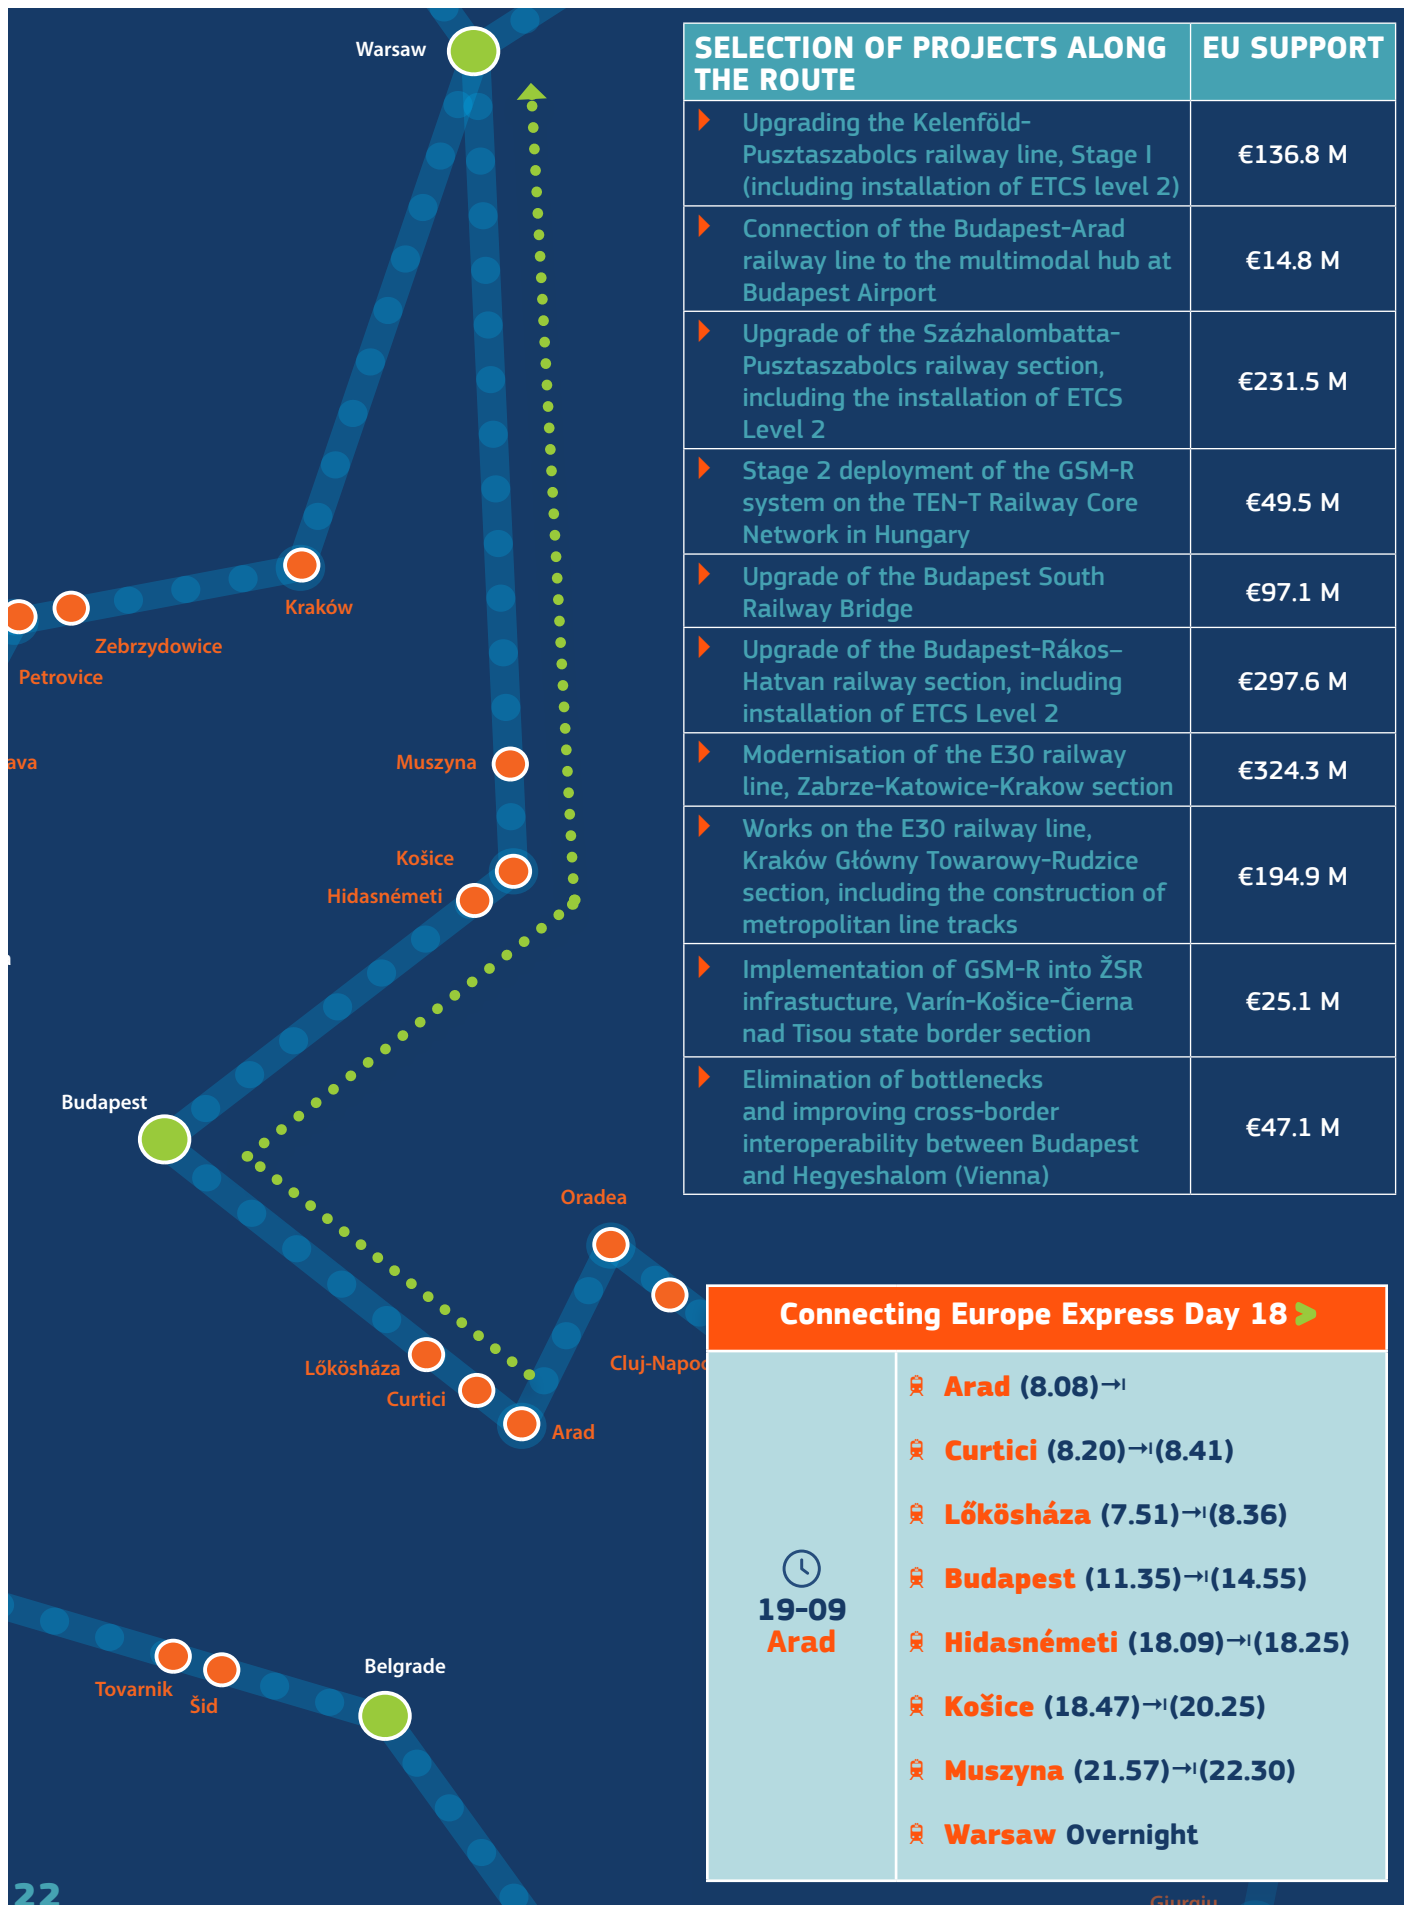 Warsaw
Kraków
Zebrzydowice
Petrovice
ava
Muszyna
Košice
Hidasnémeti
Budapest
Oradea
Lőkösháza
Curtici
Cluj-Napoc
Arad
Belgrade
Tovarnik
Šid
22
SELECTION OF PROJECTS ALONG
THE ROUTE
EU SUPPORT
Upgrading the Kelenföld-
Pusztaszabolcs railway line, Stage I
(including installation of ETCS level 2)
€136.8 M
Connection of the Budapest-Arad
railway line to the multimodal hub at
Budapest Airport
€14.8 M
Upgrade of the Százhalombatta-
Pusztaszabolcs railway section,
including the installation of ETCS
Level 2
€231.5 M
Stage 2 deployment of the GSM-R
system on the TEN-T Railway Core
Network in Hungary
€49.5 M
Upgrade of the Budapest South
Railway Bridge
€97.1 M
Upgrade of the Budapest-Rákos–
Hatvan railway section, including
installation of ETCS Level 2
€297.6 M
Modernisation of the E30 railway
line, Zabrze-Katowice-Krakow section
€324.3 M
Works on the E30 railway line,
Kraków Główny Towarowy-Rudzice
section, including the construction of
metropolitan line tracks
€194.9 M
Implementation of GSM-R into ŽSR
infrastucture, Varín-Košice-Čierna
nad Tisou state border section
€25.1 M
Elimination of bottlenecks
and improving cross-border
interoperability between Budapest
and Hegyeshalom (Vienna)
€47.1 M
Connecting Europe Express Day 18
19-09
Arad
Arad (8.08)
Curtici (8.20) (8.41)
Lőkösháza (7.51) (8.36)
Budapest (11.35) (14.55)
Hidasnémeti (18.09) (18.25)
Košice (18.47) (20.25)
Muszyna (21.57) (22.30)
Warsaw Overnight
Giurgiu